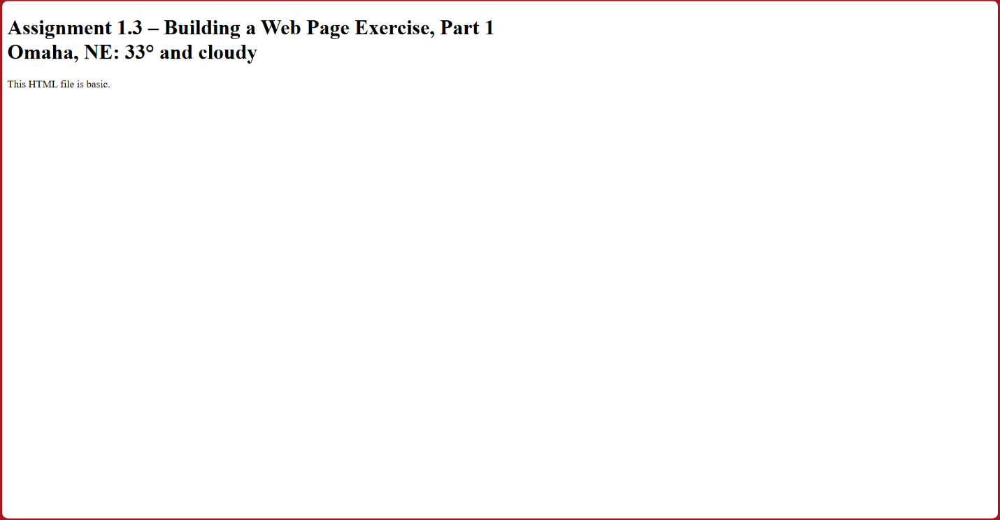 Assignment 1.3 – Building a Web Page Exercise, Part 1
Omaha, NE: 33° and cloudy
This HTML file is basic.